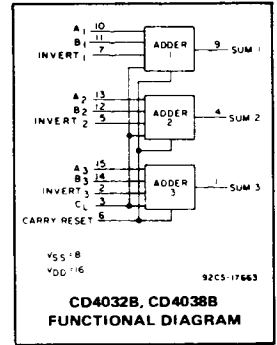 A1 10
B1 11
INVERT1 7
ADDER
1
9 SUM 1
A2 13
B2 12
INVERT 2 5
ADDER
2
4 SUM 2
A3 15
B3 14
INVERT3 2
CL 3
CARRY RESET 6
ADDER
3
1 SUM 3
VSS = 8
VDD = 16
92CS-17663
CD4032B, CD4038B
FUNCTIONAL DIAGRAM